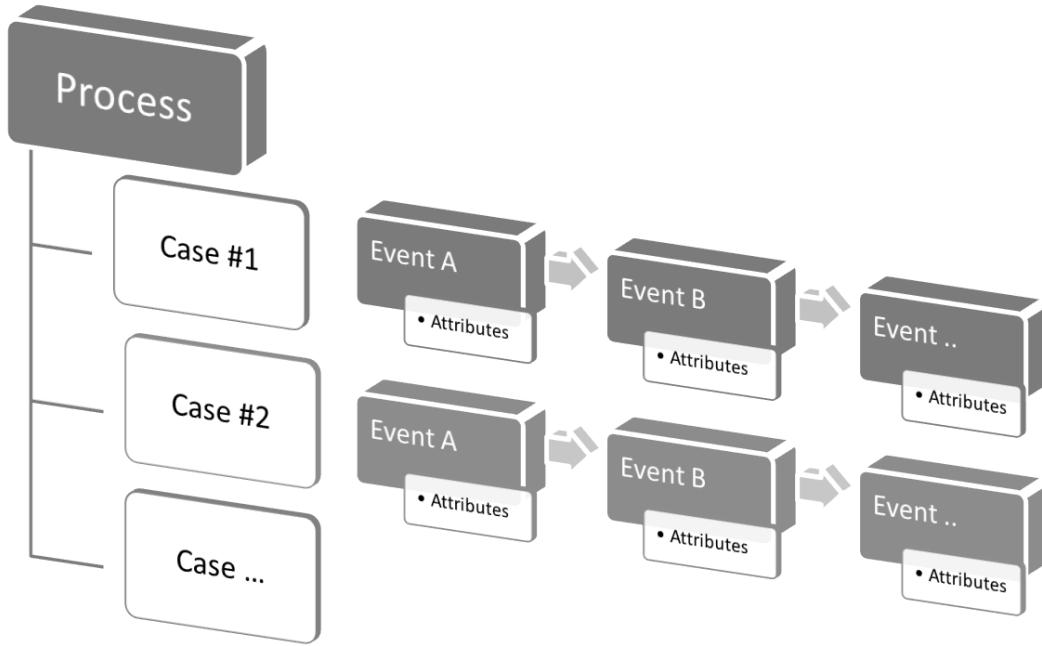 Process
Case #1
Event A
• Attributes
Event B
• Attributes
Event ..
• Attributes
Case #2
Event A
• Attributes
Event B
• Attributes
Event ..
• Attributes
Case ...